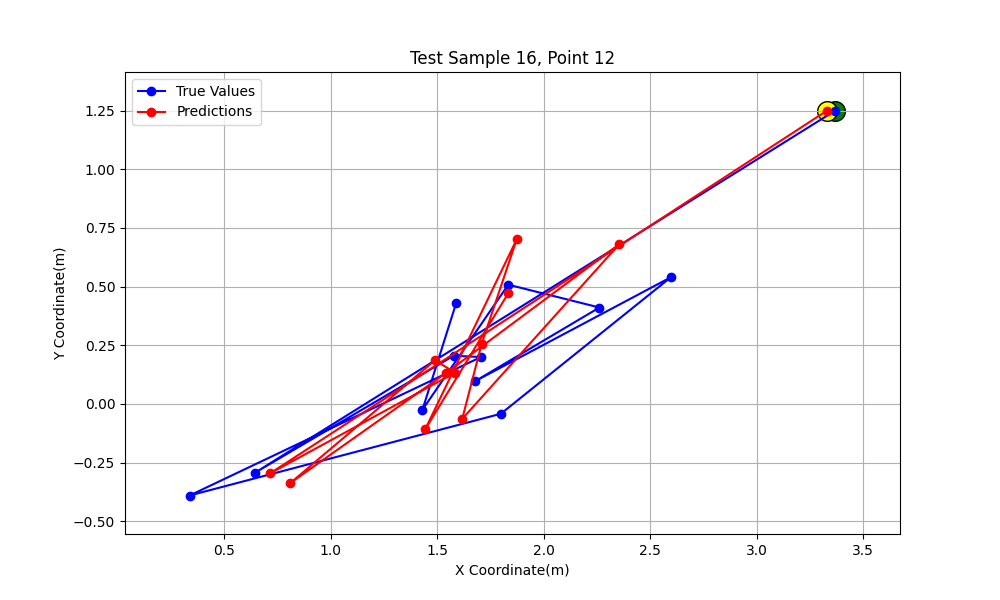 Test Sample 16, Point 12
True Values
Predictions
1.25
1.00
0.75
0.50
0.25
0.00
−0.25
−0.50
Y Coordinate(m)
0.5 1.0 1.5 2.0 2.5 3.0 3.5
X Coordinate(m)